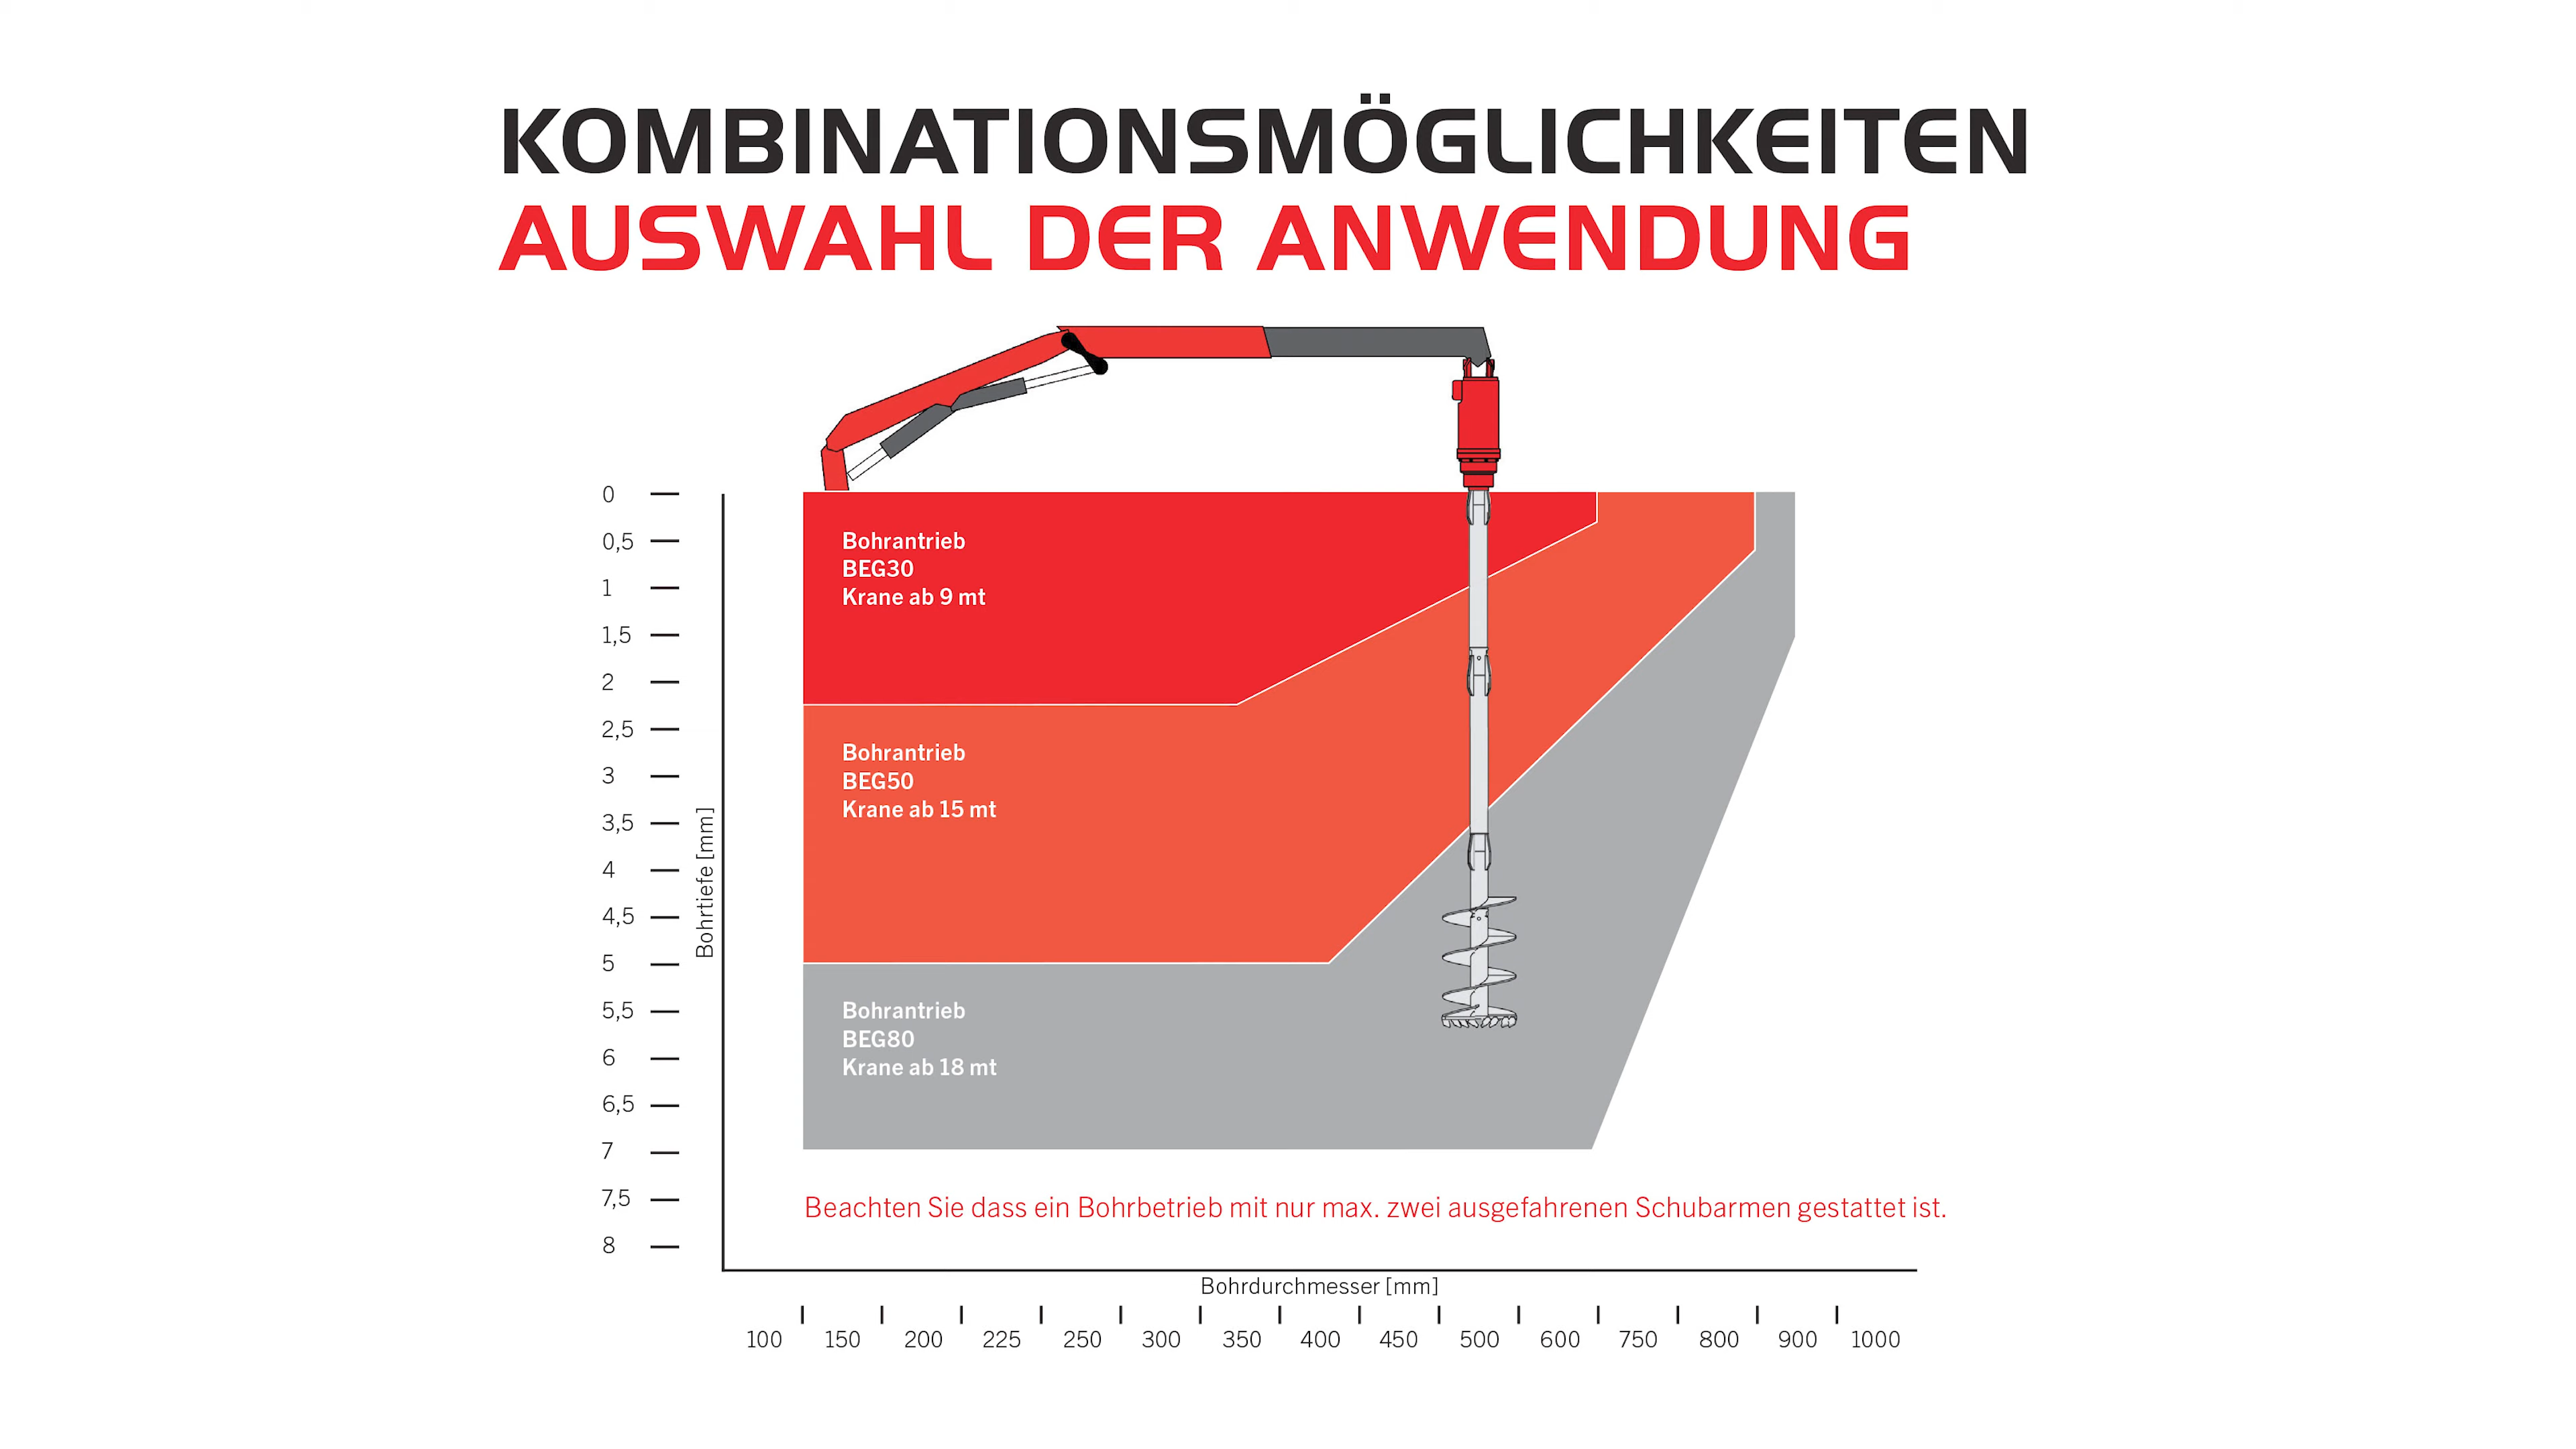 KOMBINATIONSMÖGLICHKEITEN
AUSWAHL DER ANWENDUNG
0
0,5
1
1,5
2
2,5
3
3,5
4
4,5
5
5,5
6
6,5
7
7,5
8
Bohrtiefe [mm]
Bohrantrieb
BEG30
Krane ab 9 mt
Bohrantrieb
BEG50
Krane ab 15 mt
Bohrantrieb
BEG80
Krane ab 18 mt
Beachten Sie dass ein Bohrbetrieb mit nur max. zwei ausgefahrenen Schubarmen gestattet ist.
Bohrdurchmesser [mm]
100 150 200 225 250 300 350 400 450 500 600 750 800 900 1000